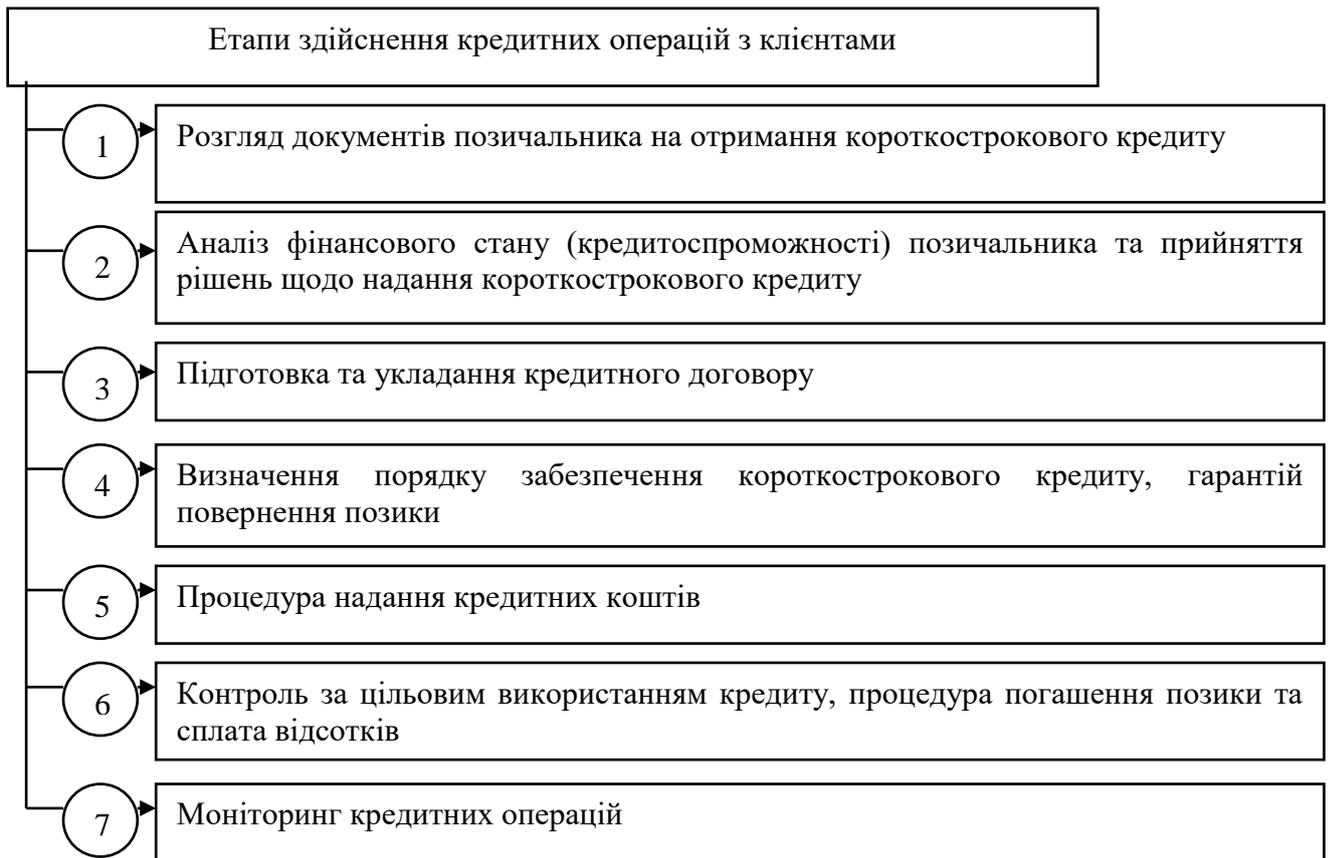 Етапи здійснення кредитних операцій з клієнтами
1
Розгляд документів позичальника на отримання короткострокового кредиту
2
Аналіз фінансового стану (кредитоспроможності) позичальника та прийняття
рішень щодо надання короткострокового кредиту
3
Підготовка та укладання кредитного договору
4
Визначення порядку забезпечення короткострокового кредиту, гарантій
повернення позики
5
Процедура надання кредитних коштів
6
Контроль за цільовим використанням кредиту, процедура погашення позики та
сплата відсотків
7
Моніторинг кредитних операцій